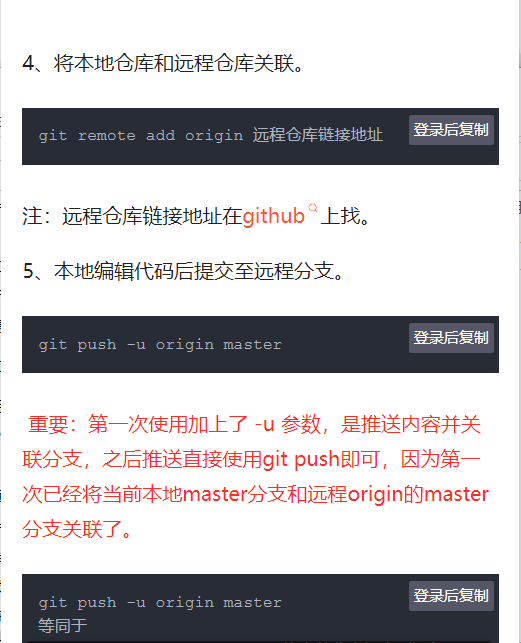 4、将本地仓库和远程仓库关联。
git remote add origin 远程仓库链接地址
登录后复制
注：远程仓库链接地址在github上找。
5、本地编辑代码后提交至远程分支。
git push -u origin master
登录后复制
重要：第一次使用加上了 -u 参数，是推送内容并关
联分支，之后推送直接使用git push即可，因为第一
次已经将当前本地master分支和远程origin的master
分支关联了。
git push -u origin master
登录后复制
等同于